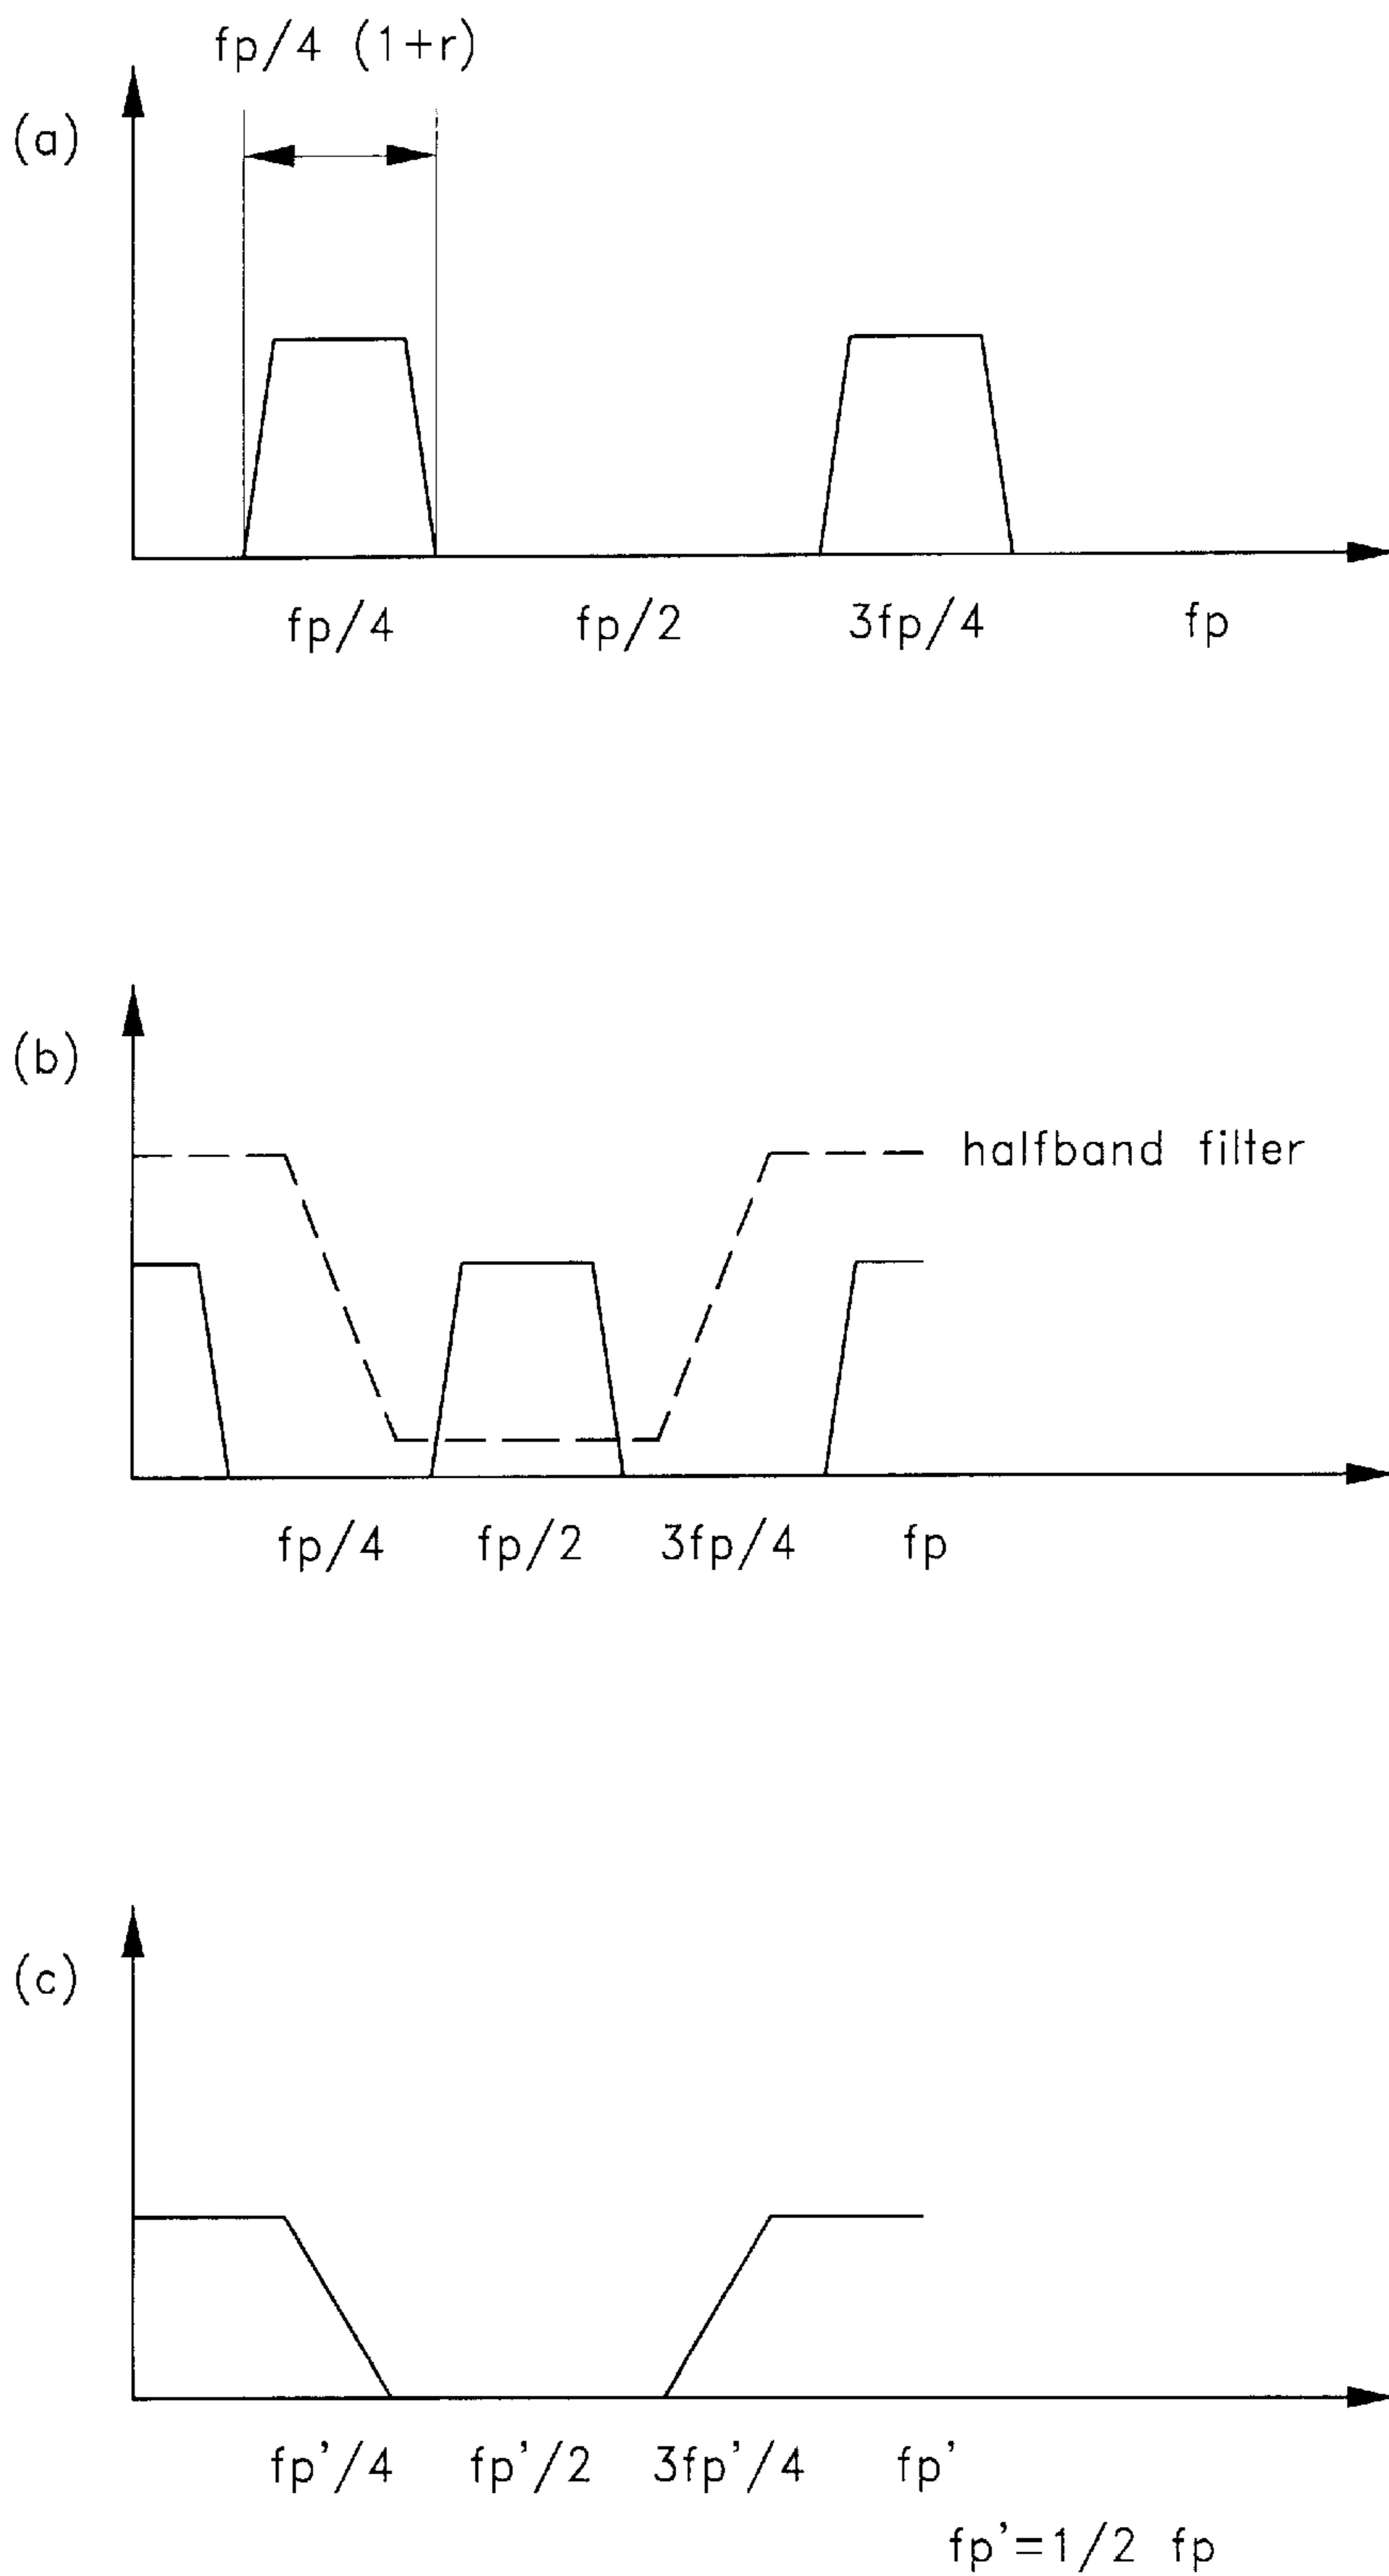 fp/4 (1+r)
(a)
fp/4 fp/2 3fp/4 fp
(b)
halfband filter
fp/4 fp/2 3fp/4 fp
(c)
fp'/4 fp'/2 3fp'/4 fp'
fp'=1/2 fp